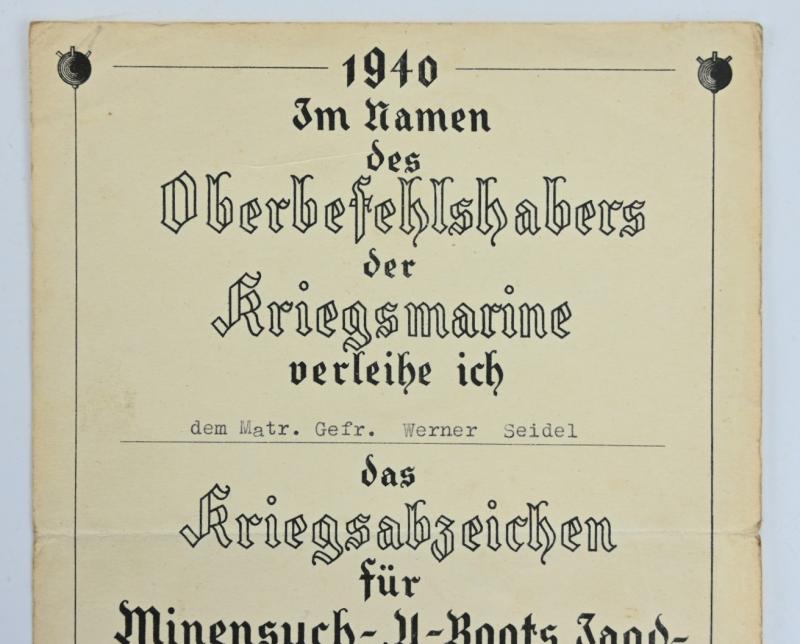 1940
Im Namen
des
Oberbefehlshabers
der
Kriegsmarine
verleihe ich
dem Matr. Gefr. Werner Seidel
das
Kriegsabzeichen
für
Minensuch-, U-Boots Jagd-